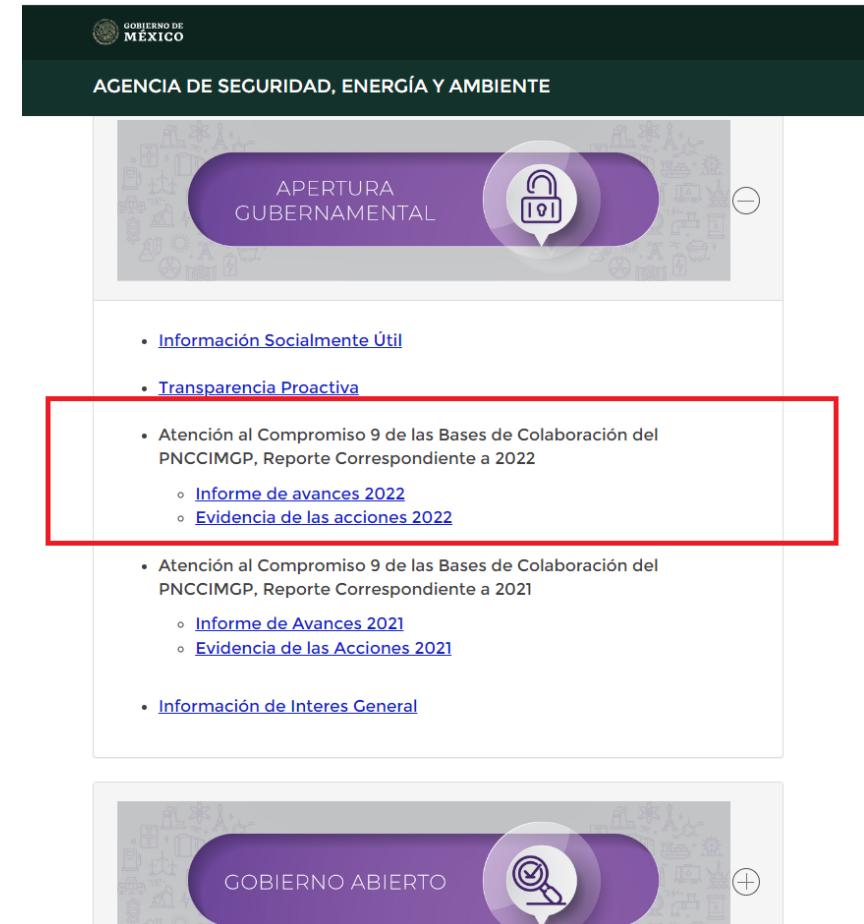 GOBIERNO DE
MÉXICO
AGENCIA DE SEGURIDAD, ENERGÍA Y AMBIENTE
APERTURA
GUBERNAMENTAL
Información Socialmente Útil
Transparencia Proactiva
Atención al Compromiso 9 de las Bases de Colaboración del
PNCCIMGP, Reporte Correspondiente a 2022
Informe de avances 2022
Evidencia de las acciones 2022
Atención al Compromiso 9 de las Bases de Colaboración del
PNCCIMGP, Reporte Correspondiente a 2021
Informe de Avances 2021
Evidencia de las Acciones 2021
Información de Interes General
GOBIERNO ABIERTO